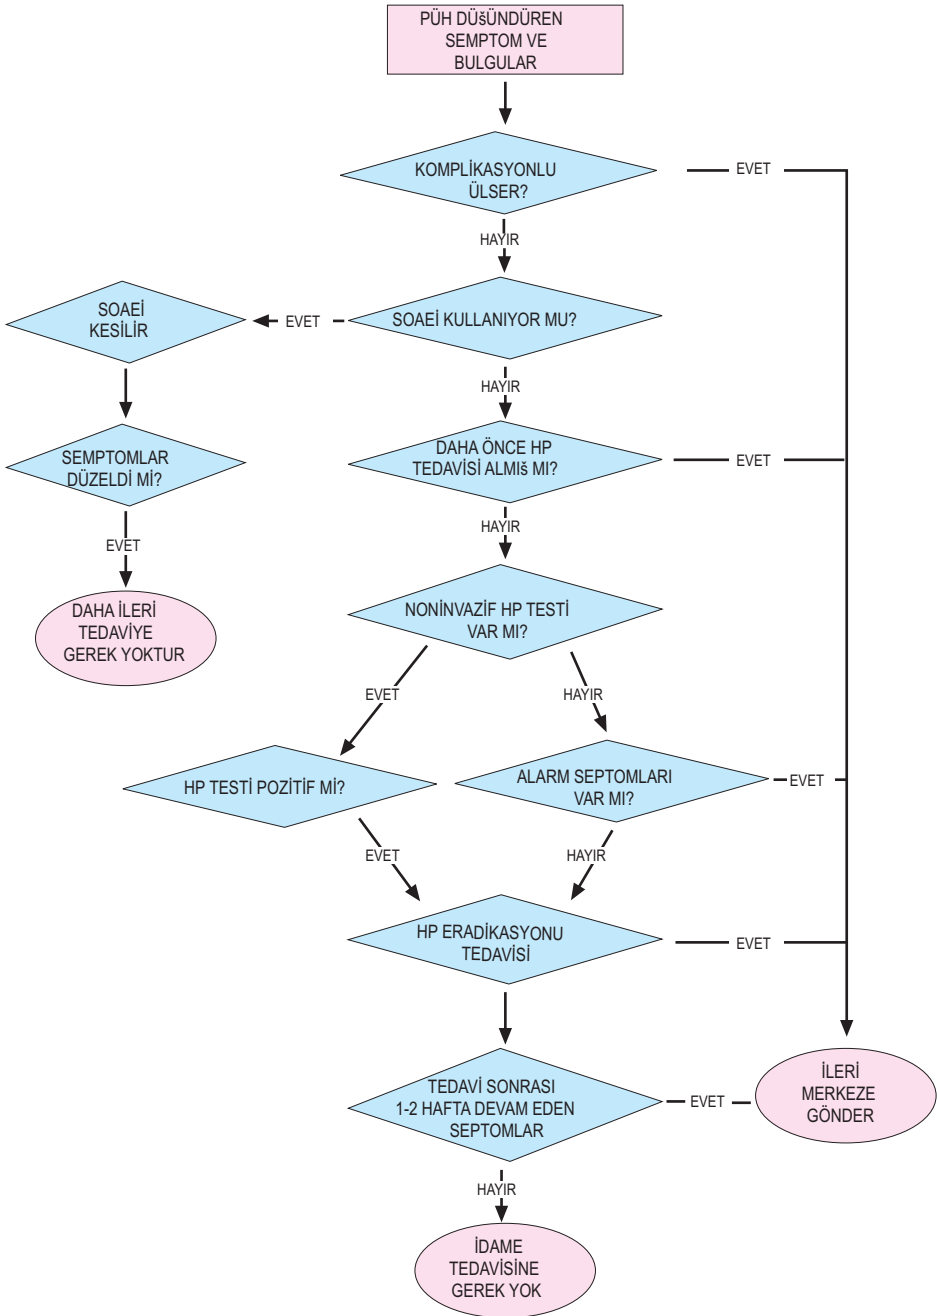 PÜH DÜšÜNDÜREN
SEMPTOM VE
BULGULAR
KOMPLİKASYONLU
ÜLSER?
EVET
HAYIR
SOAEİ
KESİLİR
EVET
SOAEİ KULLANIYOR MU?
HAYIR
SEMPTOMLAR
DÜZELDİ Mİ?
DAHA ÖNCE HP
TEDAVİSİ ALMIš MI?
EVET
HAYIR
EVET
DAHA İLERİ
TEDAVİYE
GEREK YOKTUR
NONİNVAZİF HP TESTİ
VAR MI?
EVET
HAYIR
HP TESTİ POZİTİF Mİ?
ALARM SEPTOMLARI
VAR MI?
EVET
EVET
HAYIR
HP ERADİKASYONU
TEDAVİSİ
EVET
TEDAVİ SONRASI
1-2 HAFTA DEVAM EDEN
SEPTOMLAR
EVET
İLERİ
MERKEZE
GÖNDER
HAYIR
İDAME
TEDAVİSİNE
GEREK YOK